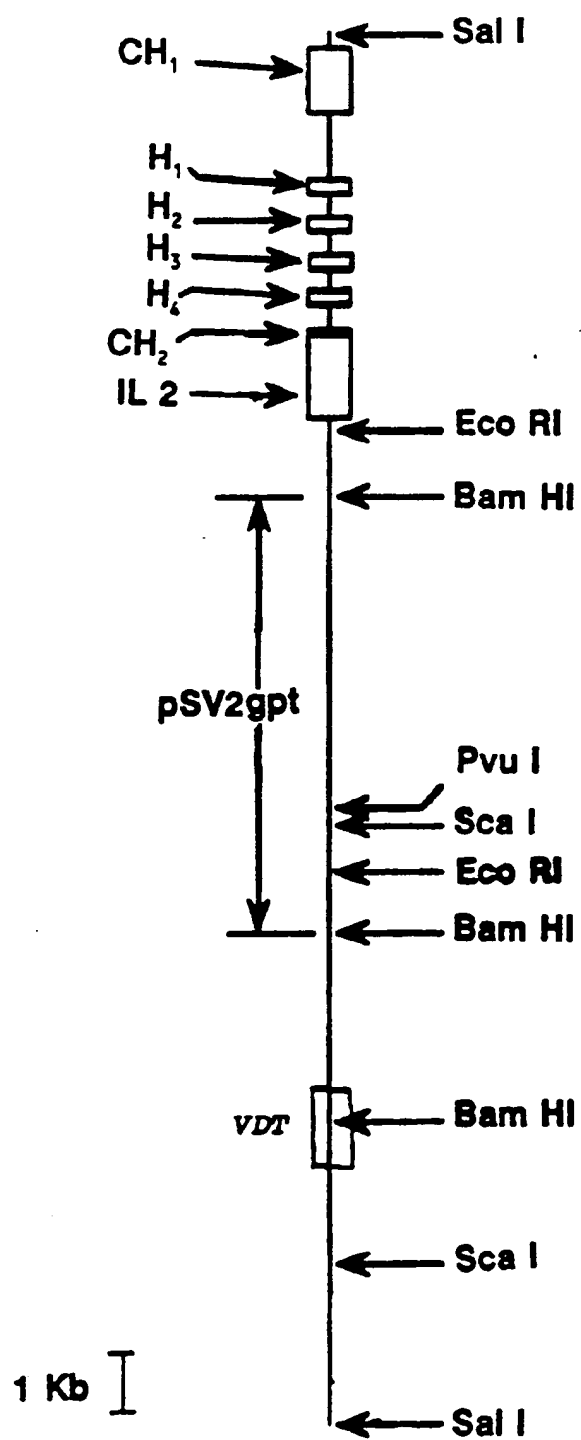 Sal I
CH₁
H₁
H₂
H₃
H₄
CH₂
IL 2
Eco RI
Bam HI
pSV2gpt
Pvu I
Sca I
Eco RI
Bam HI
VDT
Bam HI
Sca I
1 Kb
Sal I